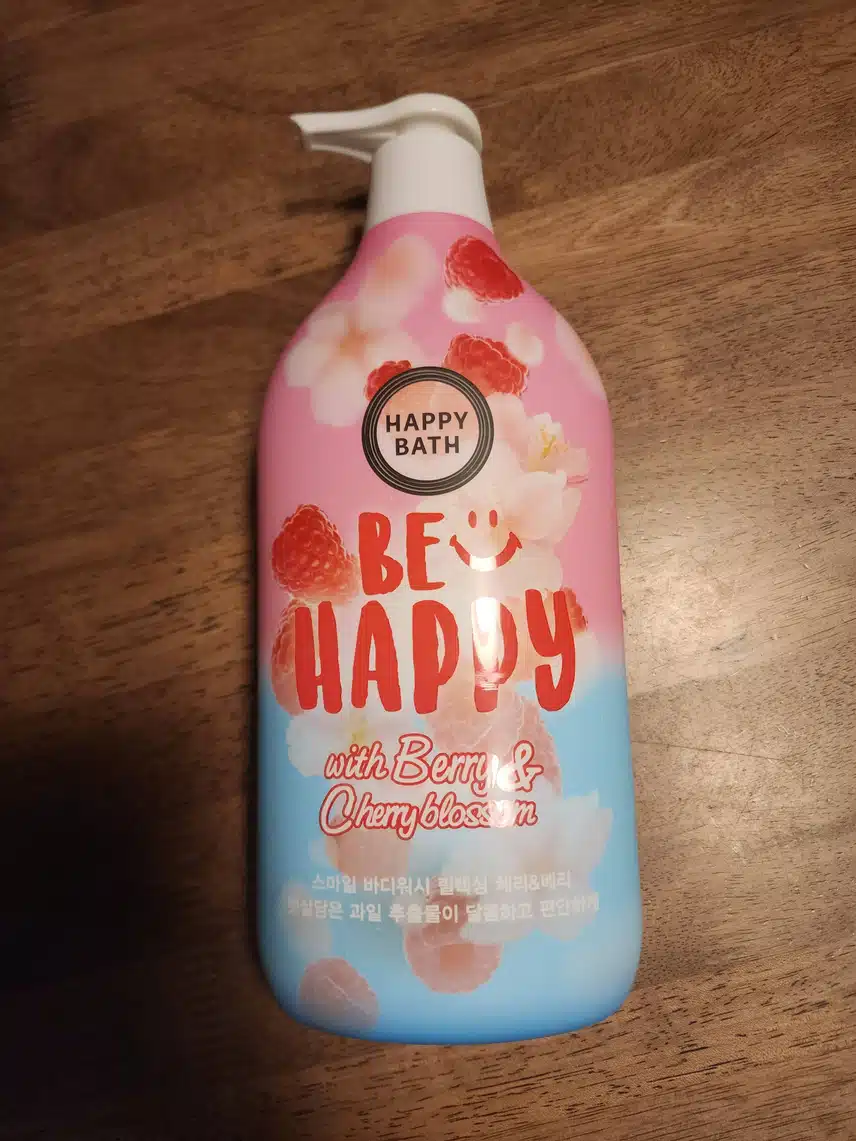 HAPPY
BATH
BE
HAPPY
with Berry &
Cherry blossom
스마일 바디워시 릴렉싱 체리&베리
햇살담은 과일 추출물이 달콤하고 편안하게